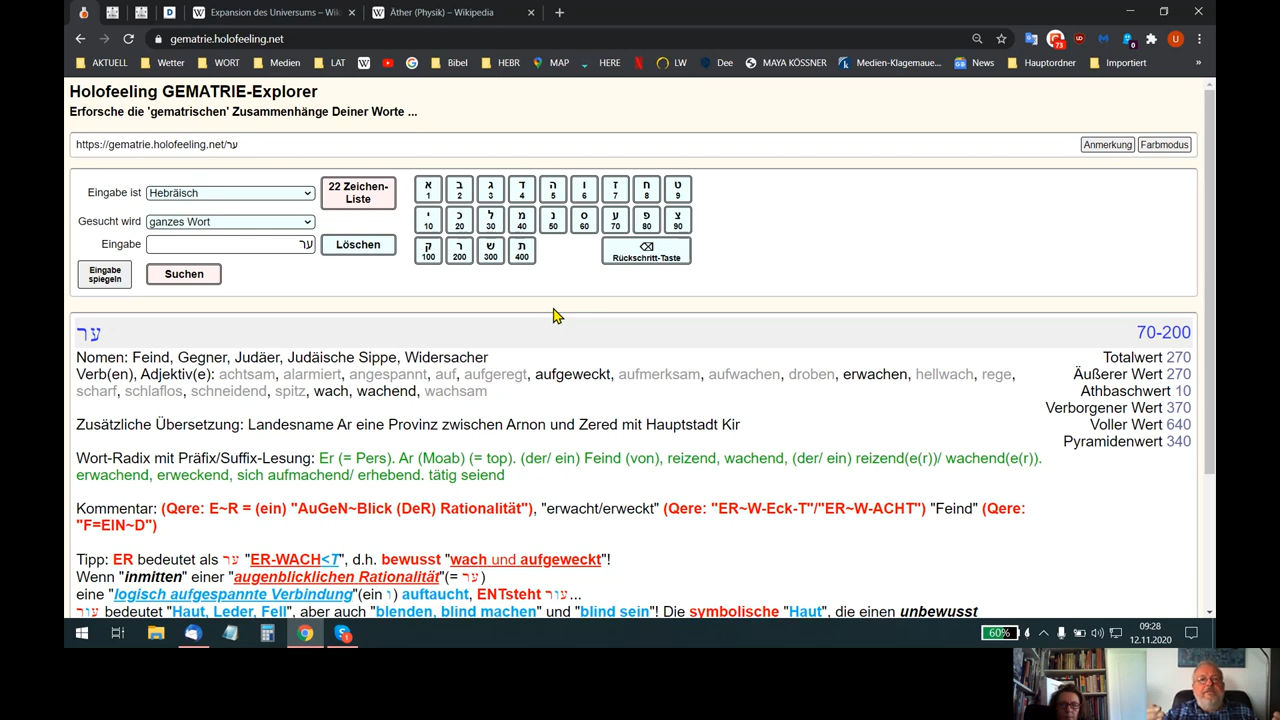 Expansion des Universums – Wik
Äther (Physik) – Wikipedia
gematrie.holofeeling.net
73
0
U
AKTUELL
Wetter
WORT
Medien
LAT
Bibel
HEBR
MAP
HERE
LW
Dee
MAYA KÖSSNER
Medien-Klagemaue...
News
Hauptordner
Importiert
»
Holofeeling GEMATRIE-Explorer
Erforsche die 'gematrischen' Zusammenhänge Deiner Worte ...
https://gematrie.holofeeling.net/ער
Anmerkung
Farbmodus
Eingabe ist
Hebräisch
22 Zeichen-
Liste
Gesucht wird
ganzes Wort
Eingabe
ער
Löschen
Eingabe
spiegeln
Suchen
א ב ג ד ה ו ז ח ט
1 2 3 4 5 6 7 8 9
י כ ל מ נ ס ע פ צ
10 20 30 40 50 60 70 80 90
ק ר ש ת
100 200 300 400
Rückschritt-Taste
ער
70-200
Nomen: Feind, Gegner, Judäer, Judäische Sippe, Widersacher
Verb(en), Adjektiv(e): achtsam, alarmiert, angespannt, auf, aufgeregt, aufgeweckt, aufmerksam, aufwachen, droben, erwachen, hellwach, rege,
scharf, schlaflos, schneidend, spitz, wach, wachend, wachsam
Totalwert 270
Äußerer Wert 270
Athbaschwert 10
Verborgener Wert 370
Voller Wert 640
Pyramidenwert 340
Zusätzliche Übersetzung: Landesname Ar eine Provinz zwischen Arnon und Zered mit Hauptstadt Kir
Wort-Radix mit Präfix/Suffix-Lesung: Er (= Pers). Ar (Moab) (= top). (der/ ein) Feind (von), reizend, wachend, (der/ ein) reizend(e(r))/ wachend(e(r)).
erwachend, erweckend, sich aufmachend/ erhebend. tätig seiend
Kommentar: (Qere: E~R = (ein) "AuGeN~Blick (DeR) Rationalität"), "erwacht/erweckt" (Qere: "ER~W-Eck-T"/"ER~W-ACHT") "Feind" (Qere:
"F=EIN~D")
Tipp: ER bedeutet als ער "ER-WACH<T", d.h. bewusst "wach und aufgeweckt"!
Wenn "inmitten" einer "augenblicklichen Rationalität"(= ער)
eine "logisch aufgespannte Verbindung"(ein ו) auftaucht, ENTsteht עור...
עור bedeutet "Haut, Leder, Fell", aber auch "blenden, blind machen" und "blind sein"! Die symbolische "Haut", die einen unbewusst
60%
09:28
12.11.2020